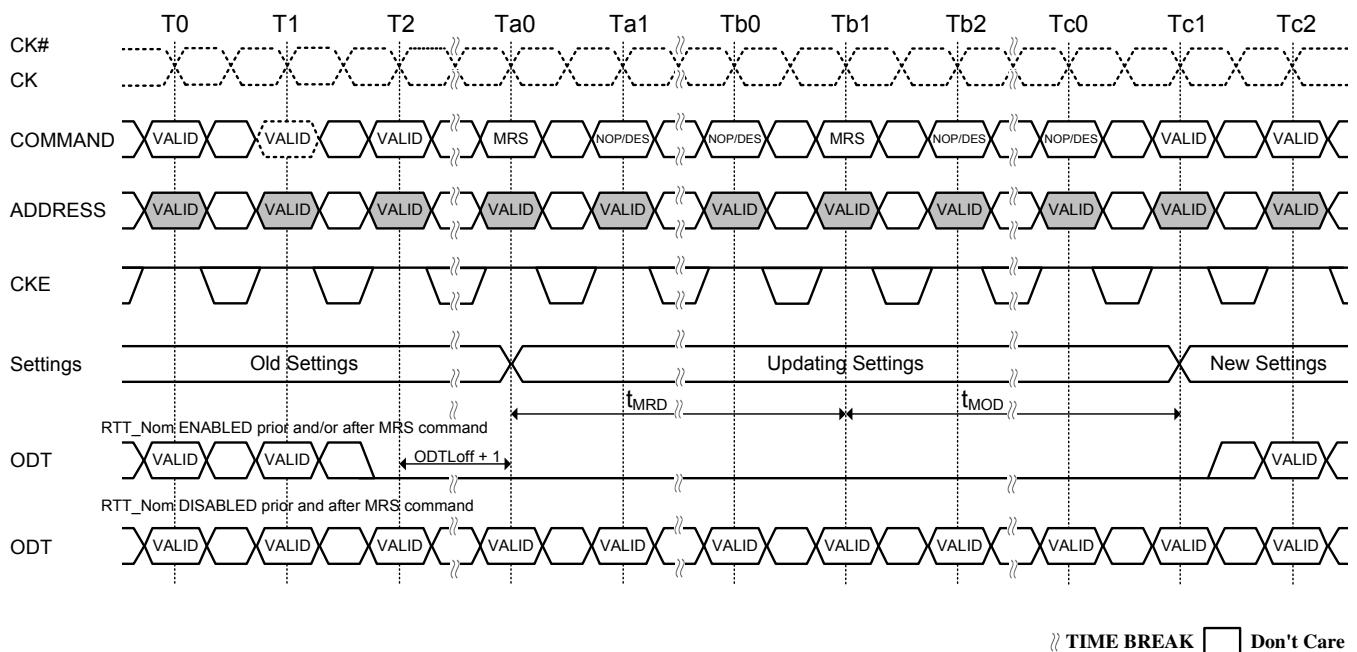 T0 T1 T2 Ta0 Ta1 Tb0 Tb1 Tb2 Tc0 Tc1 Tc2
CK#
CK
COMMAND VALID VALID VALID MRS NOP/DES NOP/DES MRS NOP/DES NOP/DES VALID VALID
ADDRESS VALID VALID VALID VALID VALID VALID VALID VALID VALID VALID VALID
CKE
Settings Old Settings Updating Settings New Settings
tMRD tMOD
RTT_Nom ENABLED prior and/or after MRS command
ODT VALID VALID ODTLoff + 1 VALID
RTT_Nom DISABLED prior and after MRS command
ODT VALID VALID VALID VALID VALID VALID VALID VALID VALID VALID VALID
TIME BREAK Don't Care